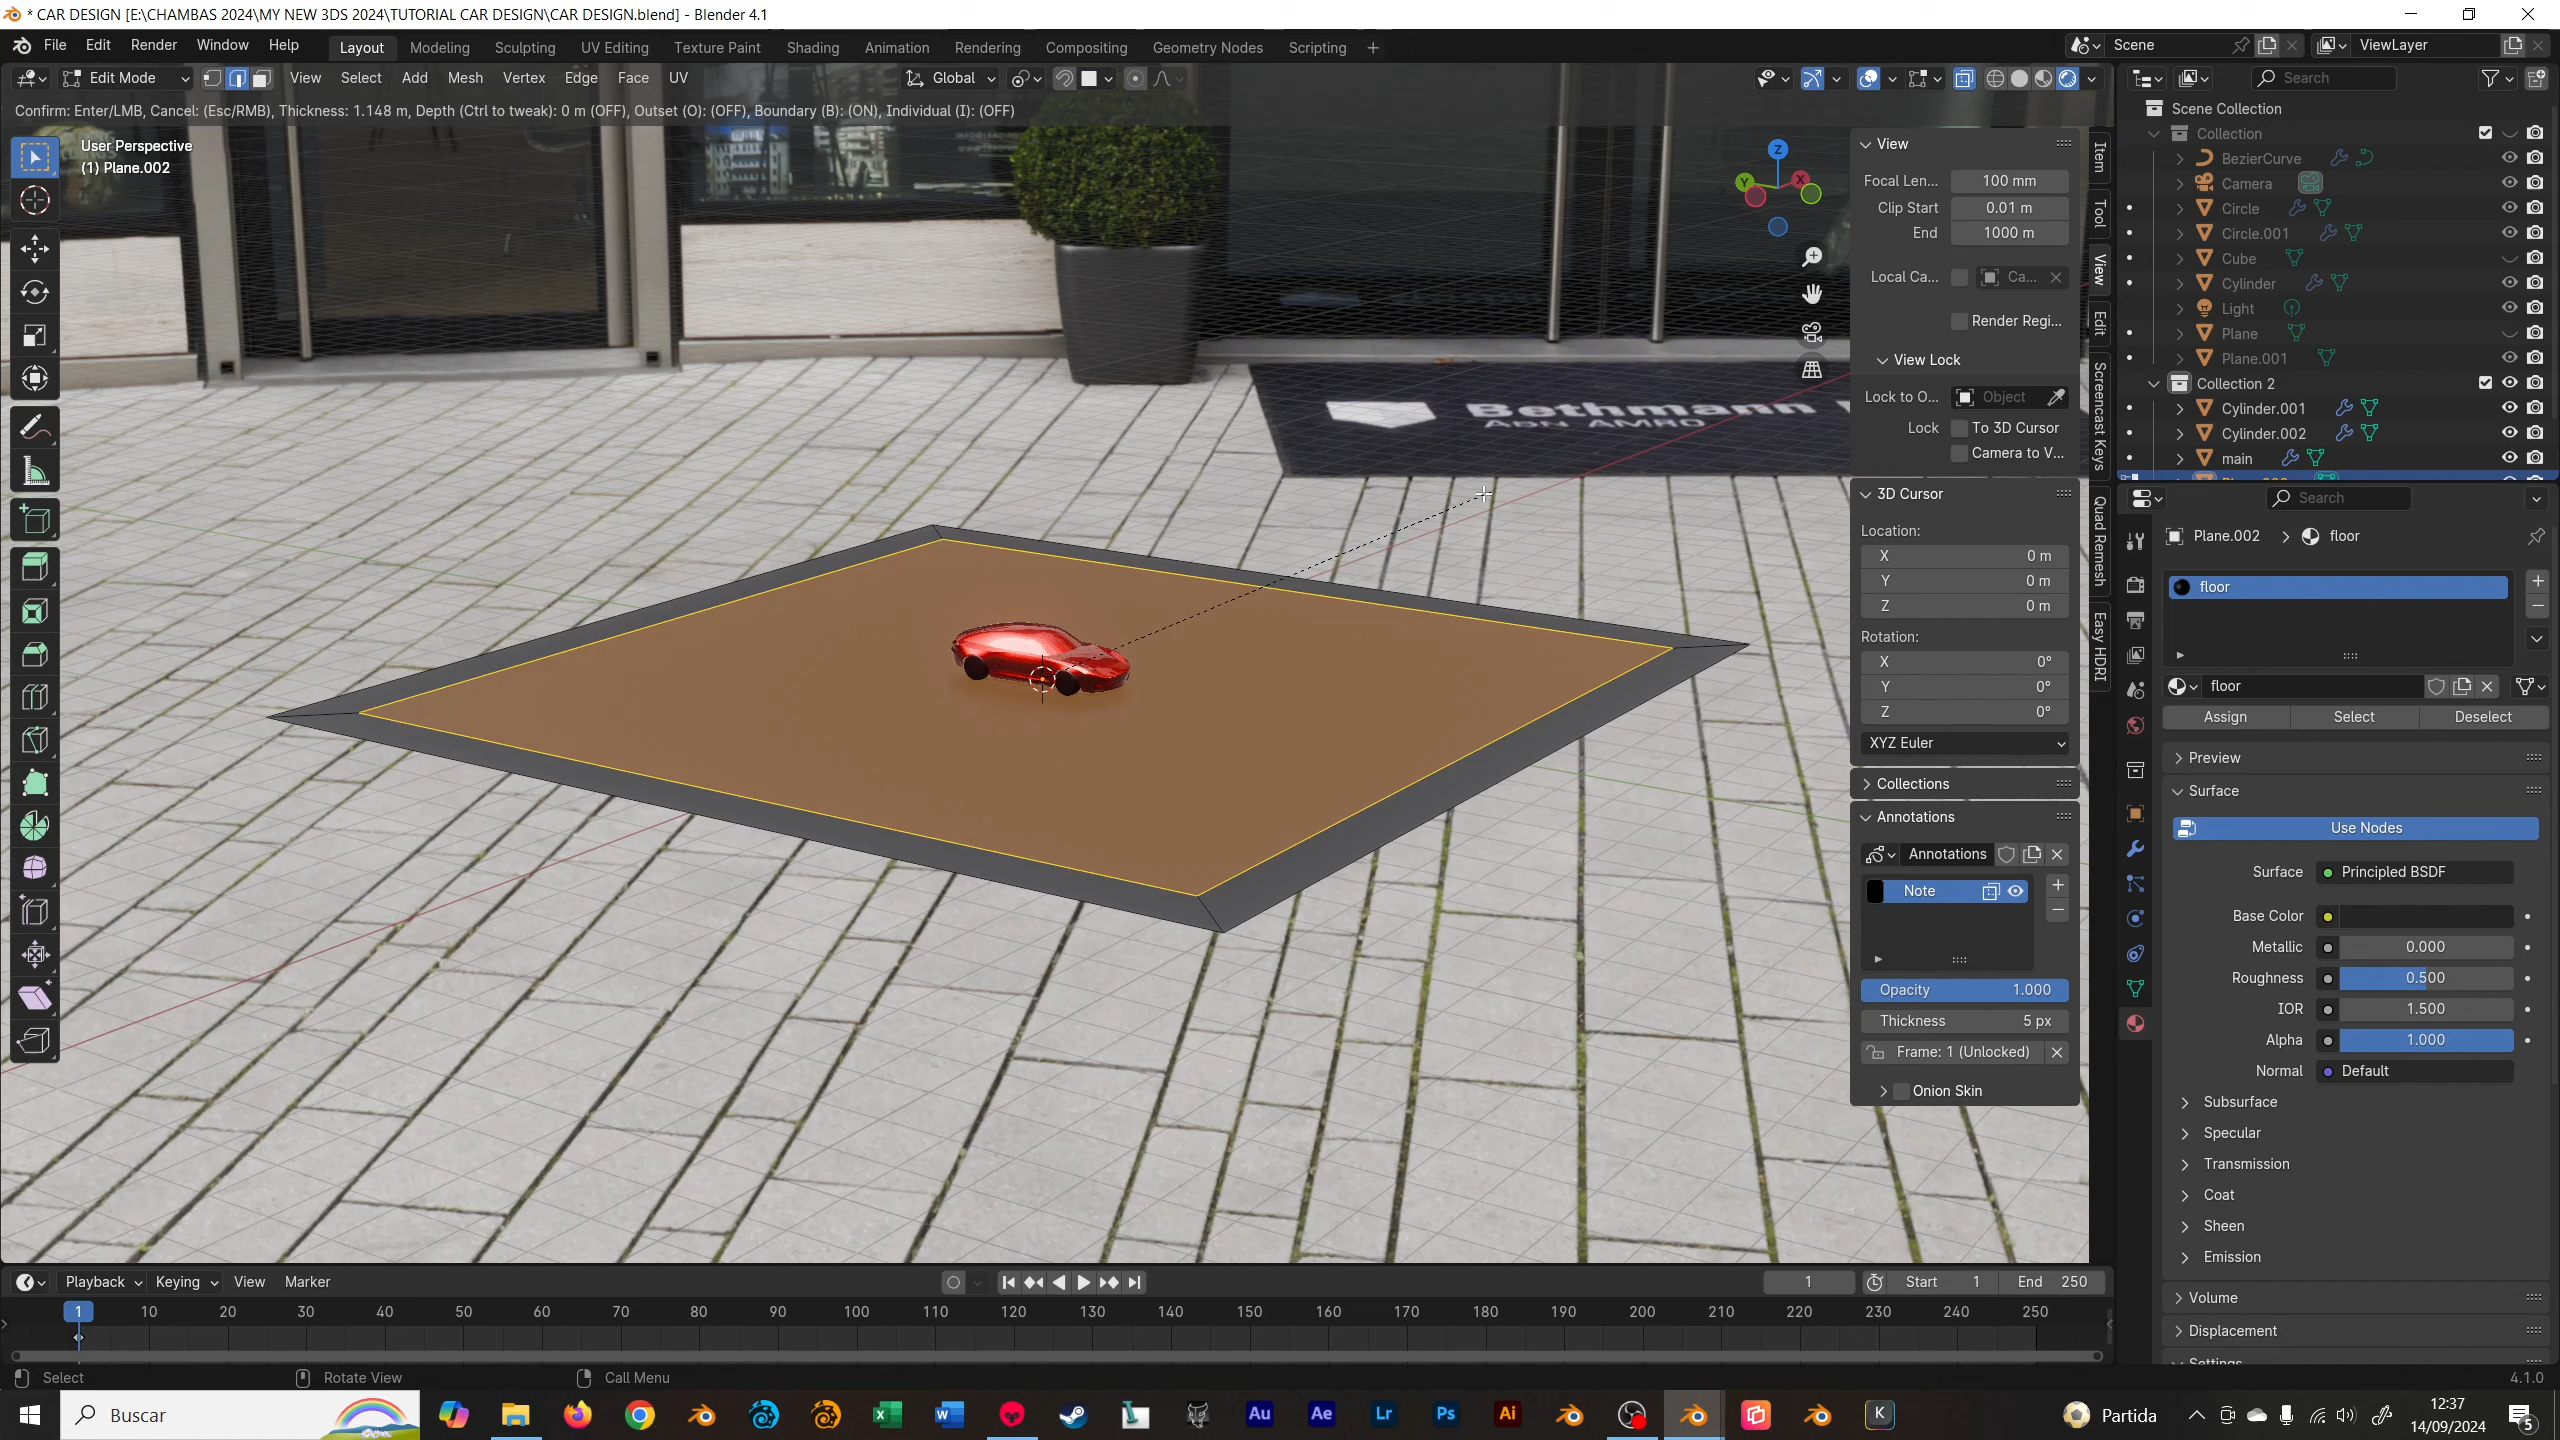 * CAR DESIGN [E:\CHAMBAS 2024\MY NEW 3DS 2024\TUTORIAL CAR DESIGN\CAR DESIGN.blend] - Blender 4.1
File Edit Render Window Help Layout Modeling Sculpting UV Editing Texture Paint Shading Animation Rendering Compositing Geometry Nodes Scripting + Scene ViewLayer
Edit Mode View Select Add Mesh Vertex Edge Face UV Global Search
Confirm: Enter/LMB, Cancel: (Esc/RMB), Thickness: 1.148 m, Depth (Ctrl to tweak): 0 m (OFF), Outset (O): (OFF), Boundary (B): (ON), Individual (I): (OFF)
User Perspective
(1) Plane.002
Z
Y
X
Bethmann
ABN AMRO
View
Focal Len... 100 mm
Clip Start 0.01 m
End 1000 m
Local Ca... Ca...
Render Regi...
View Lock
Lock to O... Object
Lock To 3D Cursor
Camera to V...
3D Cursor
Location:
X 0 m
Y 0 m
Z 0 m
Rotation:
X 0°
Y 0°
Z 0°
XYZ Euler
Collections
Annotations
Annotations
Note
Opacity 1.000
Thickness 5 px
Frame: 1 (Unlocked)
Onion Skin
Item
Tool
View
Edit
Screencast Keys
Quad Remesh
Easy HDRI
Scene Collection
Collection
BezierCurve
Camera
Circle
Circle.001
Cube
Cylinder
Light
Plane
Plane.001
Collection 2
Cylinder.001
Cylinder.002
main
Search
Plane.002 floor
floor
floor
Assign Select Deselect
Preview
Surface
Use Nodes
Surface Principled BSDF
Base Color
Metallic 0.000
Roughness 0.500
IOR 1.500
Alpha 1.000
Normal Default
Subsurface
Specular
Transmission
Coat
Sheen
Emission
Volume
Displacement
Settings
Playback Keying View Marker 1 Start 1 End 250
1 10 20 30 40 50 60 70 80 90 100 110 120 130 140 150 160 170 180 190 200 210 220 230 240 250
Select Rotate View Call Menu 4.1.0
Buscar Au Ae Lr Ps Ai K Partida
12:37
14/09/2024
5